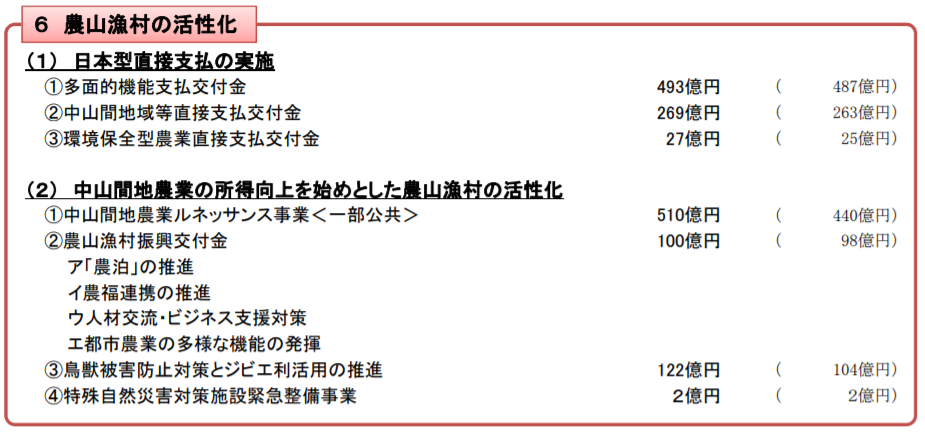 6 農山漁村の活性化
（1） 日本型直接支払の実施
①多面的機能支払交付金 493億円 （ 487億円）
②中山間地域等直接支払交付金 269億円 （ 263億円）
③環境保全型農業直接支払交付金 27億円 （ 25億円）
（2） 中山間地農業の所得向上を始めとした農山漁村の活性化
①中山間地農業ルネッサンス事業＜一部公共＞ 510億円 （ 440億円）
②農山漁村振興交付金 100億円 （ 98億円）
ア「農泊」の推進
イ農福連携の推進
ウ人材交流・ビジネス支援対策
エ都市農業の多様な機能の発揮
③鳥獣被害防止対策とジビエ利活用の推進 122億円 （ 104億円）
④特殊自然災害対策施設緊急整備事業 2億円 （ 2億円）